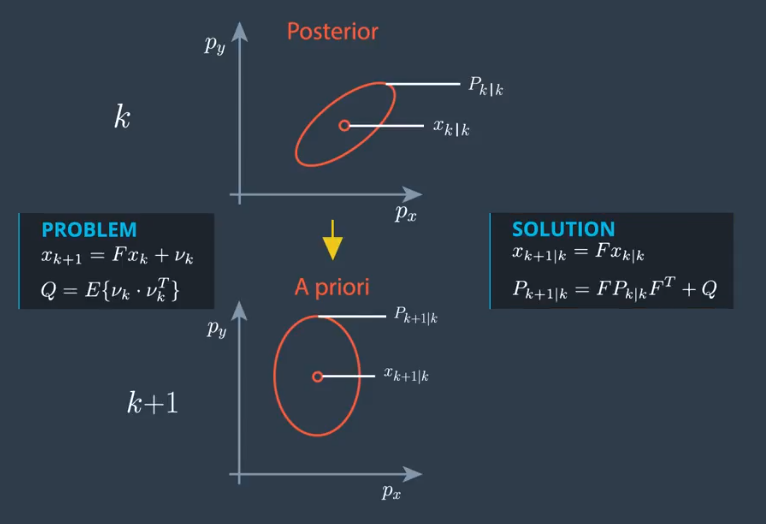 Posterior
p_y
P_{k|k}
k
x_{k|k}
p_x
PROBLEM
x_{k+1} = Fx_k + ν_k
Q = E{ν_k · ν_k^T}
SOLUTION
x_{k+1|k} = Fx_{k|k}
P_{k+1|k} = FP_{k|k}F^T + Q
A priori
p_y
P_{k+1|k}
x_{k+1|k}
k+1
p_x